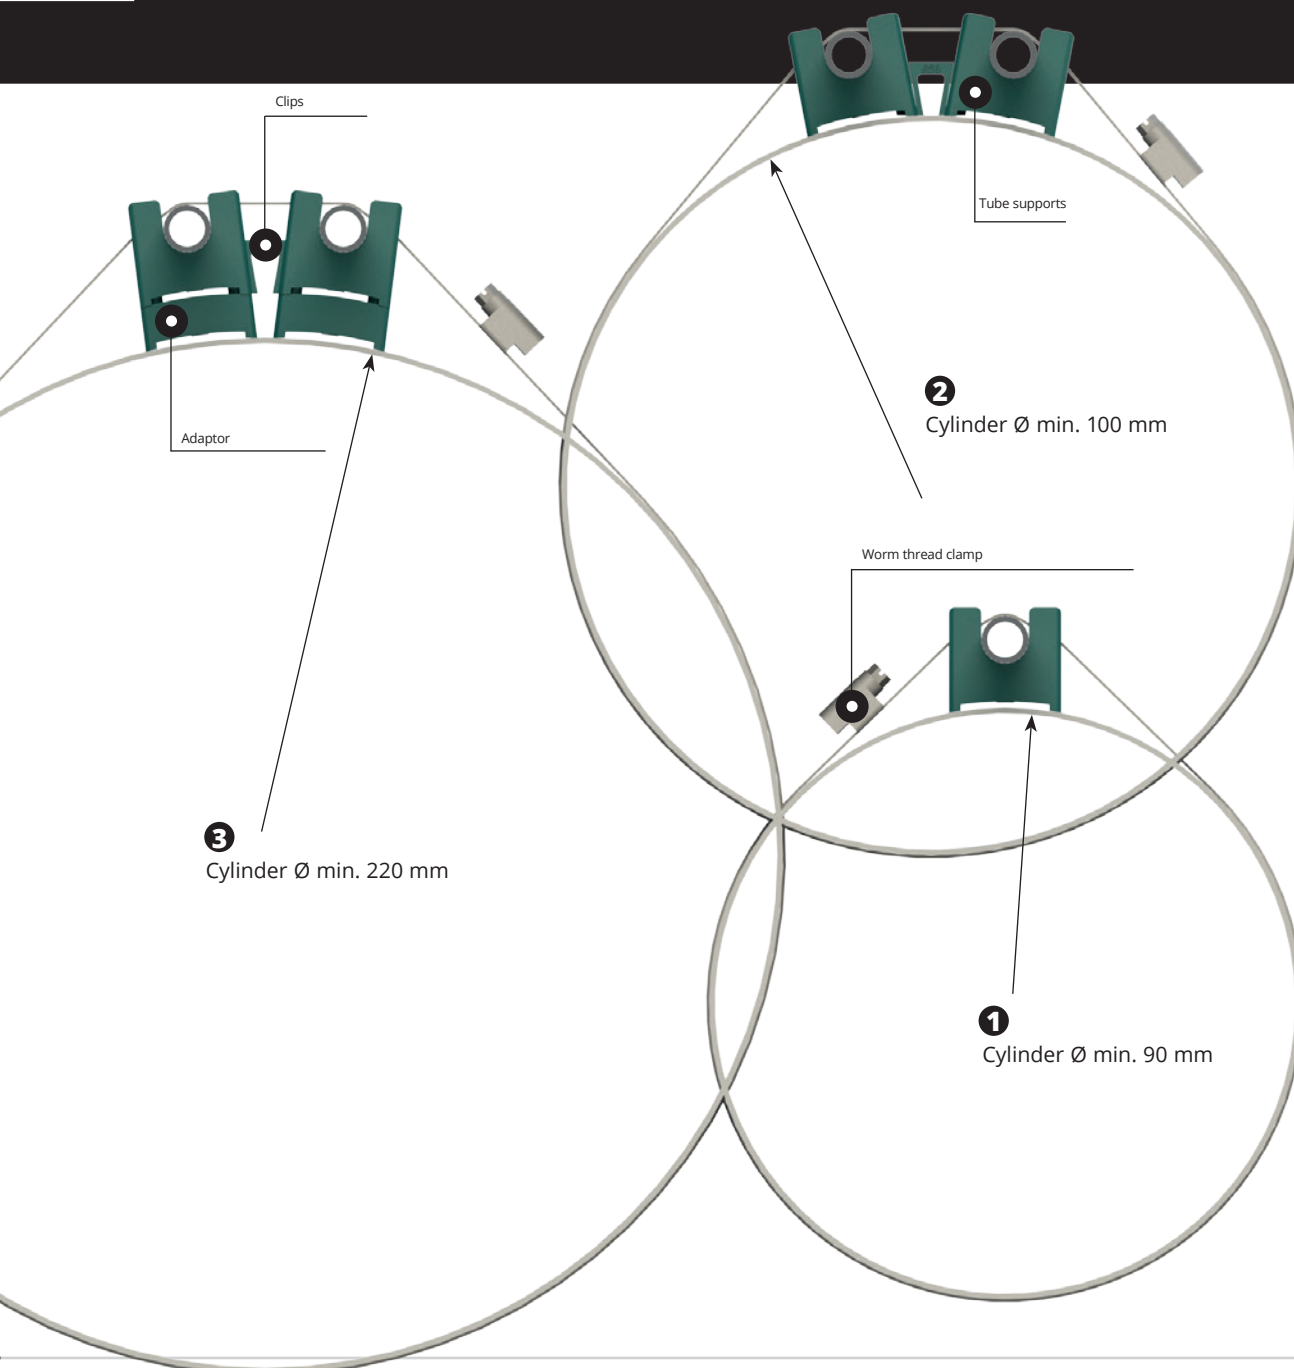 Clips
Tube supports
Adaptor
2
Cylinder Ø min. 100 mm
Worm thread clamp
3
Cylinder Ø min. 220 mm
1
Cylinder Ø min. 90 mm